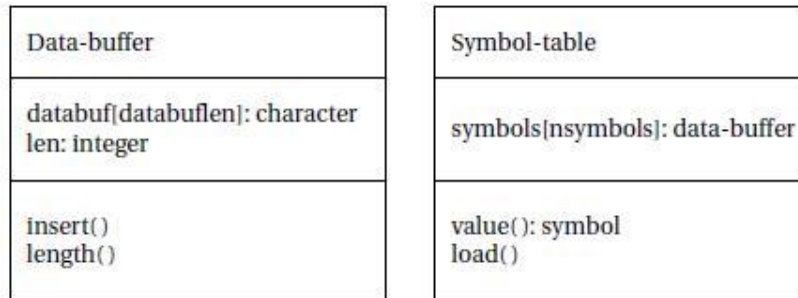 Data-buffer
databuf[databuflen]: character
len: integer
insert()
length()
Symbol-table
symbols[nsymbols]: data-buffer
value(): symbol
load()